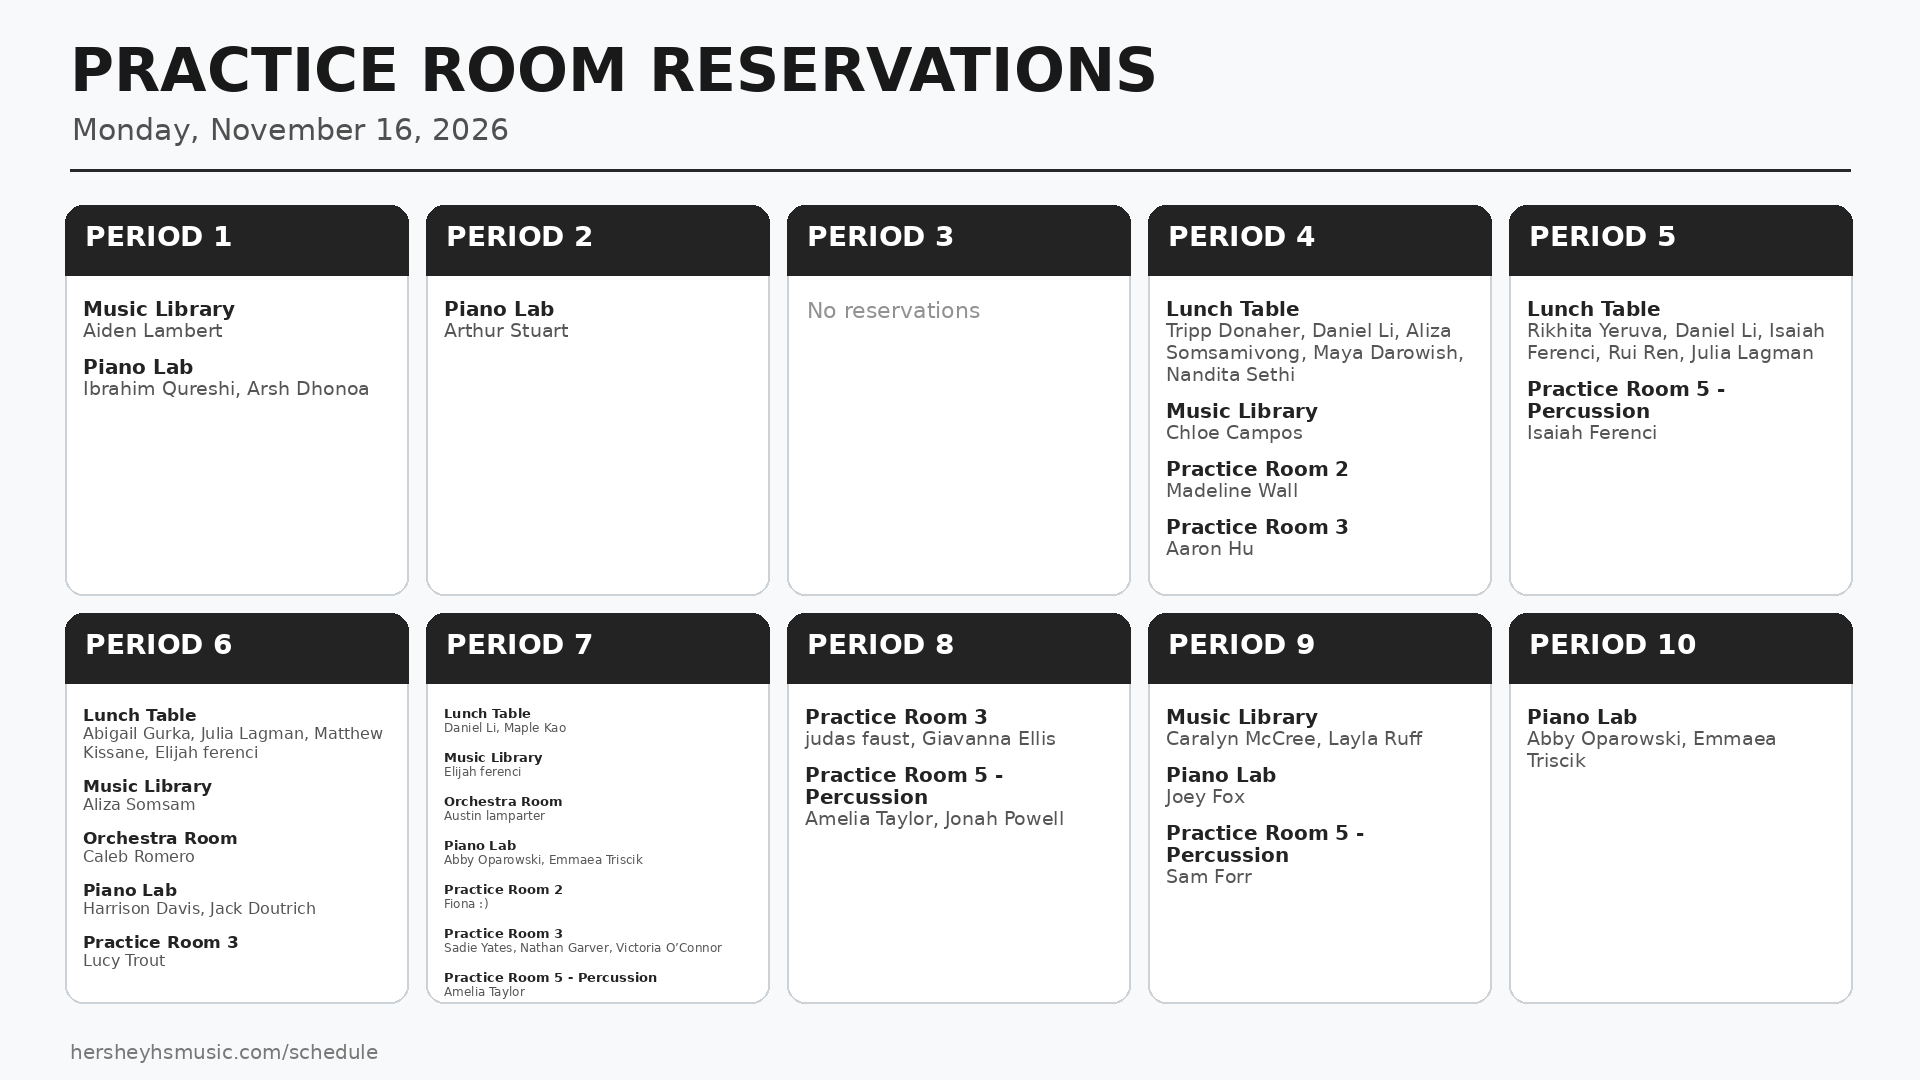 PRACTICE ROOM RESERVATIONS
Monday, November 16, 2026
PERIOD 1
Music Library
Aiden Lambert
Piano Lab
Ibrahim Qureshi, Arsh Dhonoa
PERIOD 2
Piano Lab
Arthur Stuart
PERIOD 3
No reservations
PERIOD 4
Lunch Table
Tripp Donaher, Daniel Li, Aliza
Somsamivong, Maya Darowish,
Nandita Sethi
Music Library
Chloe Campos
Practice Room 2
Madeline Wall
Practice Room 3
Aaron Hu
PERIOD 5
Lunch Table
Rikhita Yeruva, Daniel Li, Isaiah
Ferenci, Rui Ren, Julia Lagman
Practice Room 5 -
Percussion
Isaiah Ferenci
PERIOD 6
Lunch Table
Abigail Gurka, Julia Lagman, Matthew
Kissane, Elijah ferenci
Music Library
Aliza Somsam
Orchestra Room
Caleb Romero
Piano Lab
Harrison Davis, Jack Doutrich
Practice Room 3
Lucy Trout
PERIOD 7
Lunch Table
Daniel Li, Maple Kao
Music Library
Elijah ferenci
Orchestra Room
Austin lamparter
Piano Lab
Abby Oparowski, Emmaea Triscik
Practice Room 2
Fiona :)
Practice Room 3
Sadie Yates, Nathan Garver, Victoria O’Connor
Practice Room 5 - Percussion
Amelia Taylor
PERIOD 8
Practice Room 3
judas faust, Giavanna Ellis
Practice Room 5 -
Percussion
Amelia Taylor, Jonah Powell
PERIOD 9
Music Library
Caralyn McCree, Layla Ruff
Piano Lab
Joey Fox
Practice Room 5 -
Percussion
Sam Forr
PERIOD 10
Piano Lab
Abby Oparowski, Emmaea
Triscik
hersheyhsmusic.com/schedule